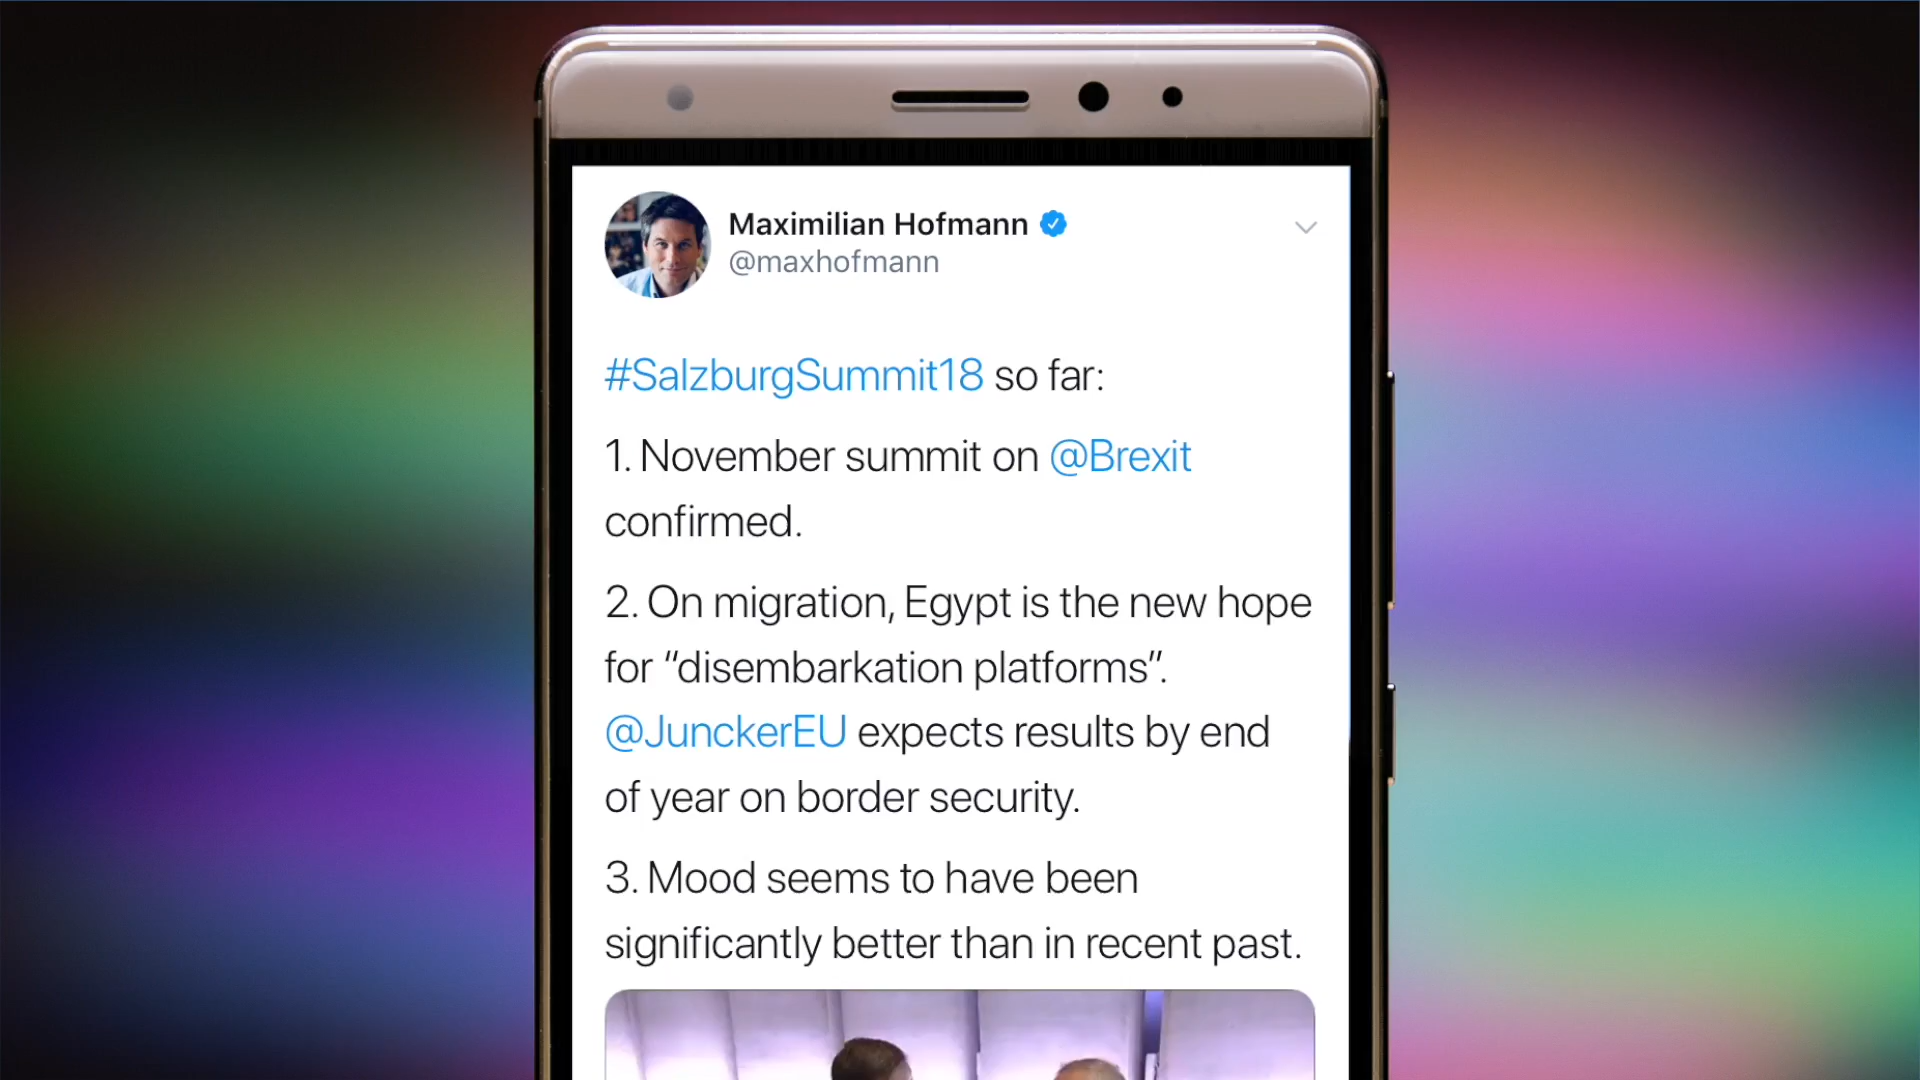 Maximilian Hofmann
@maxhofmann
#SalzburgSummit18 so far:
1. November summit on @Brexit
confirmed.
2. On migration, Egypt is the new hope
for “disembarkation platforms”.
@JunckerEU expects results by end
of year on border security.
3. Mood seems to have been
significantly better than in recent past.